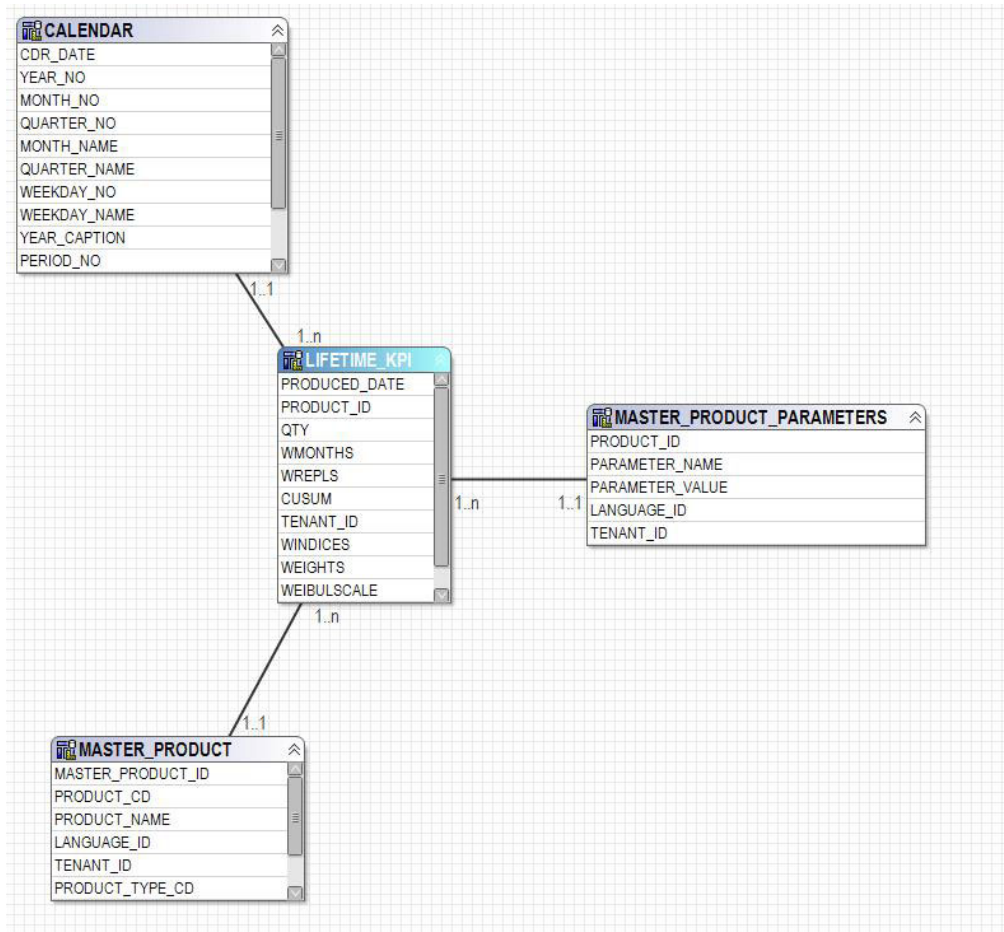 CALENDAR
CDR_DATE
YEAR_NO
MONTH_NO
QUARTER_NO
MONTH_NAME
QUARTER_NAME
WEEKDAY_NO
WEEKDAY_NAME
YEAR_CAPTION
PERIOD_NO
1..1
1..n
LIFETIME_KPI
PRODUCED_DATE
PRODUCT_ID
QTY
WMONTHS
WREPLS
CUSUM
TENANT_ID
WINDICES
WEIGHTS
WEIBULSCALE
1..n
1..1
MASTER_PRODUCT_PARAMETERS
PRODUCT_ID
PARAMETER_NAME
PARAMETER_VALUE
LANGUAGE_ID
TENANT_ID
1..n
1..1
MASTER_PRODUCT
MASTER_PRODUCT_ID
PRODUCT_CD
PRODUCT_NAME
LANGUAGE_ID
TENANT_ID
PRODUCT_TYPE_CD